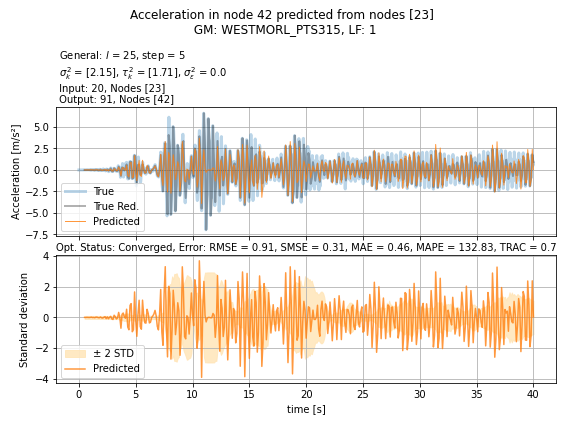 Acceleration in node 42 predicted from nodes [23]
GM: WESTMORL_PTS315, LF: 1
General: l = 25, step = 5
σ²ₖ = [2.15], τ²ₖ = [1.71], σ²ε = 0.0
Input: 20, Nodes [23]
Output: 91, Nodes [42]
Acceleration [m/s²]
5.0
2.5
0.0
−2.5
−5.0
−7.5
True
True Red.
Predicted
Opt. Status: Converged, Error: RMSE = 0.91, SMSE = 0.31, MAE = 0.46, MAPE = 132.83, TRAC = 0.7
Standard deviation
4
2
0
−2
−4
± 2 STD
Predicted
0 5 10 15 20 25 30 35 40
time [s]